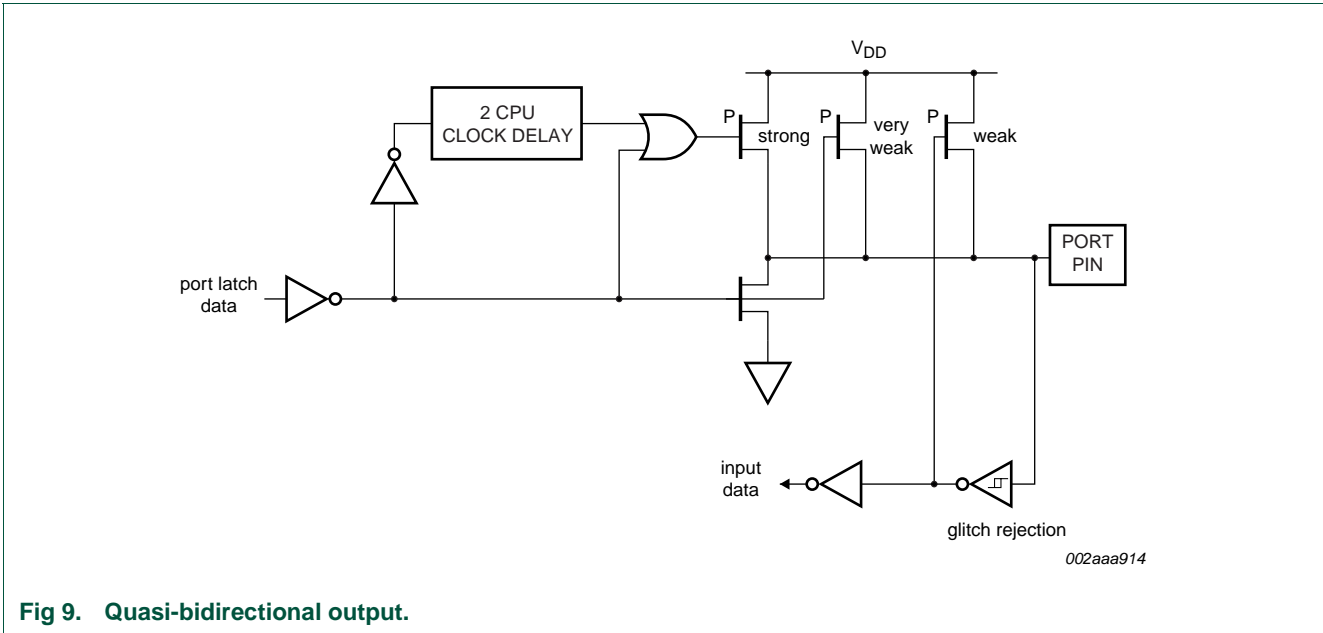 V_DD
2 CPU
CLOCK DELAY
P
strong
P
very
weak
P
weak
PORT
PIN
port latch
data
input
data
glitch rejection
002aaa914
Fig 9. Quasi-bidirectional output.